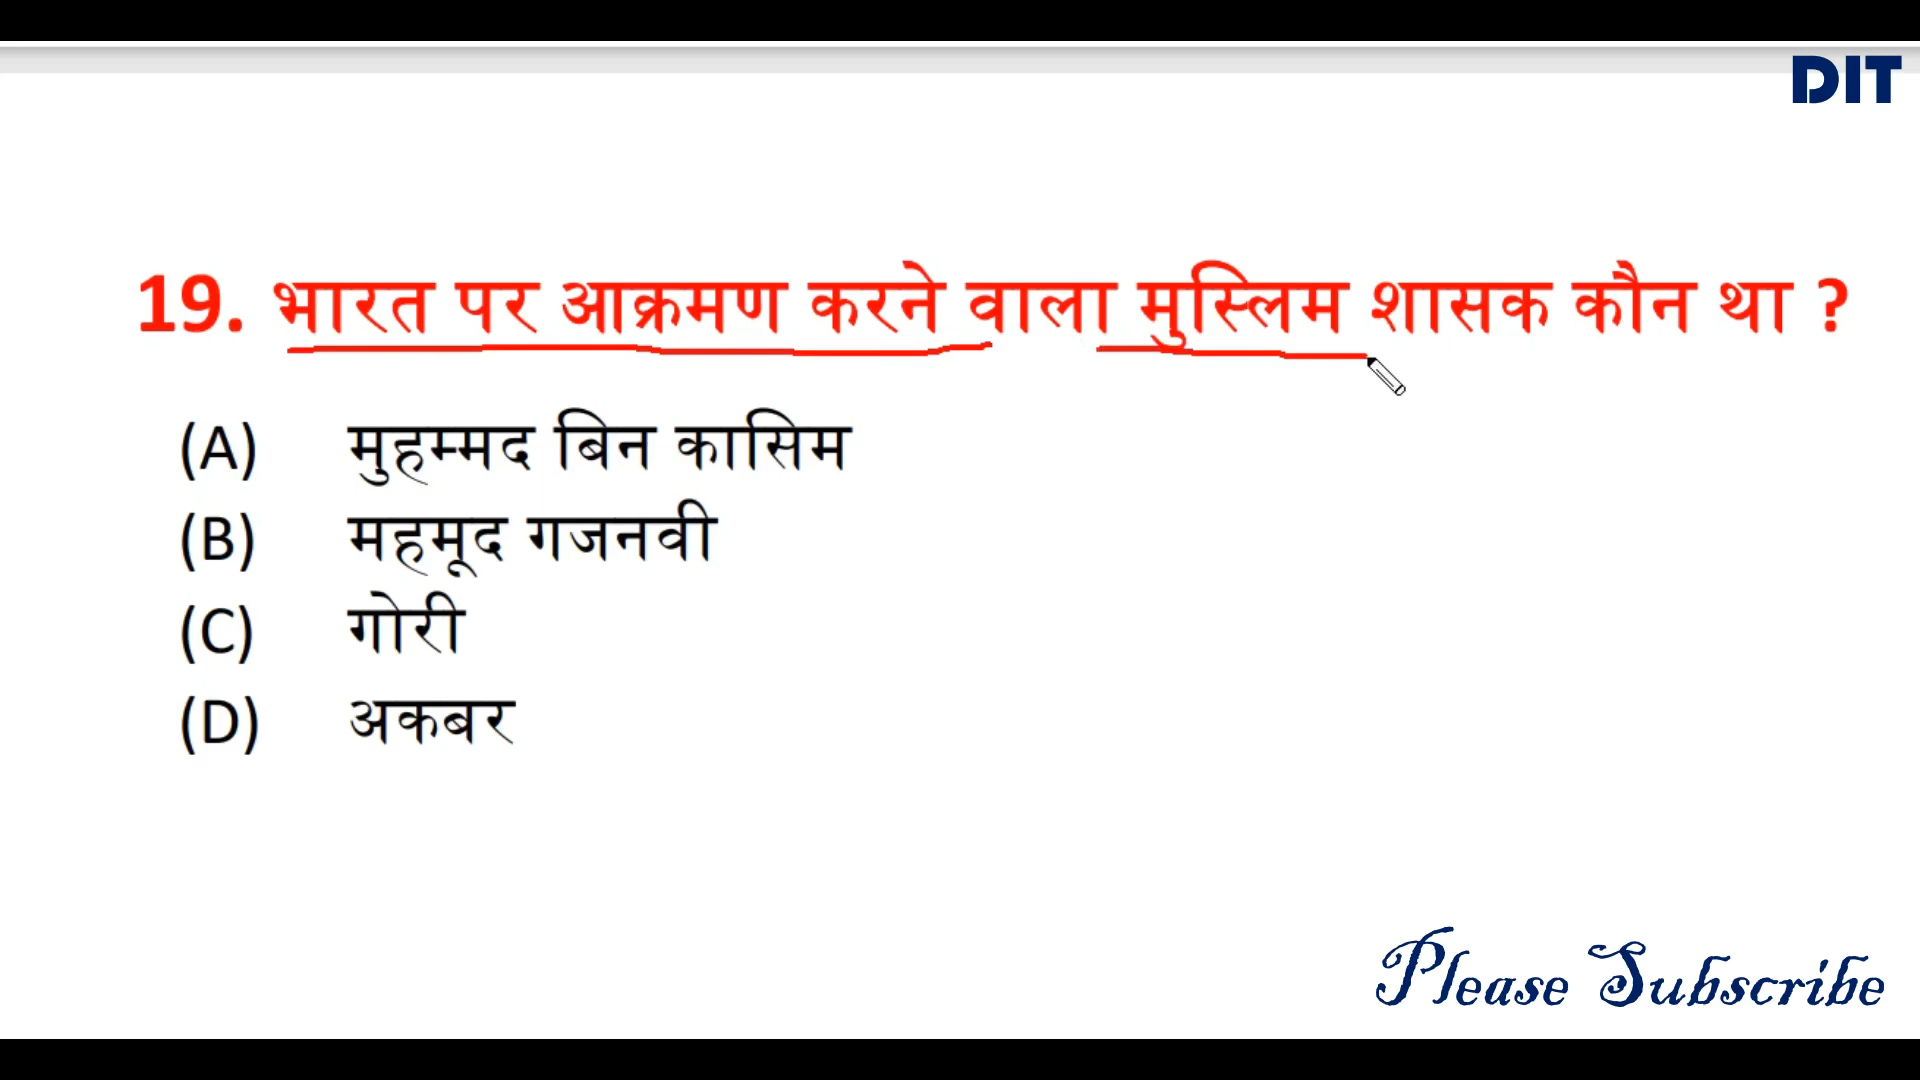 DIT
19. भारत पर आक्रमण करने वाला मुस्लिम शासक कौन था ?
(A) मुहम्मद बिन कासिम
(B) महमूद गजनवी
(C) गोरी
(D) अकबर
Please Subscribe